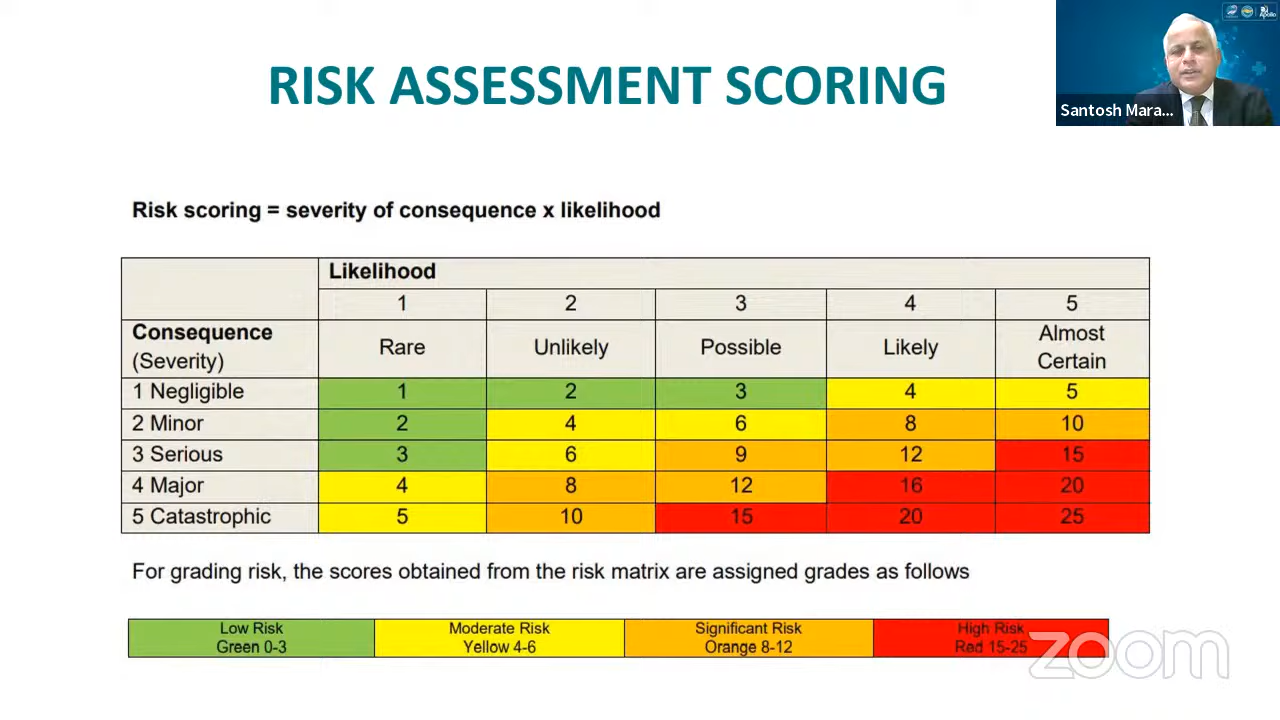 RISK ASSESSMENT SCORING
Santosh Mara...
Risk scoring = severity of consequence x likelihood
Likelihood
1 2 3 4 5
Consequence
(Severity)
Rare Unlikely Possible Likely Almost
Certain
1 Negligible 1 2 3 4 5
2 Minor 2 4 6 8 10
3 Serious 3 6 9 12 15
4 Major 4 8 12 16 20
5 Catastrophic 5 10 15 20 25
For grading risk, the scores obtained from the risk matrix are assigned grades as follows
Low Risk Moderate Risk Significant Risk High Risk
Green 0-3 Yellow 4-6 Orange 8-12 Red 15-25
zoom